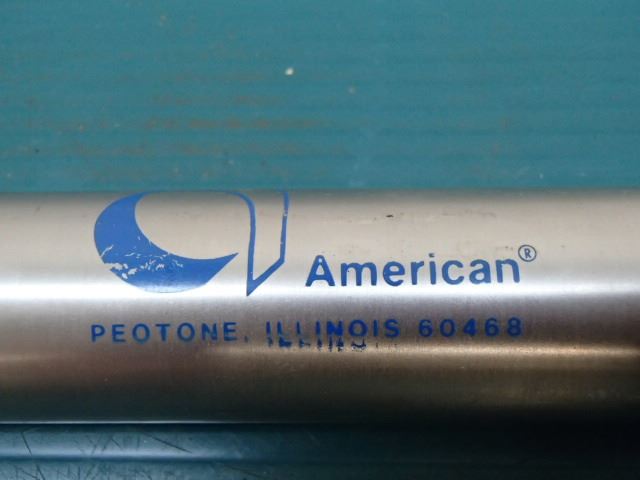 American®
PEOTONE, ILLINOIS 60468